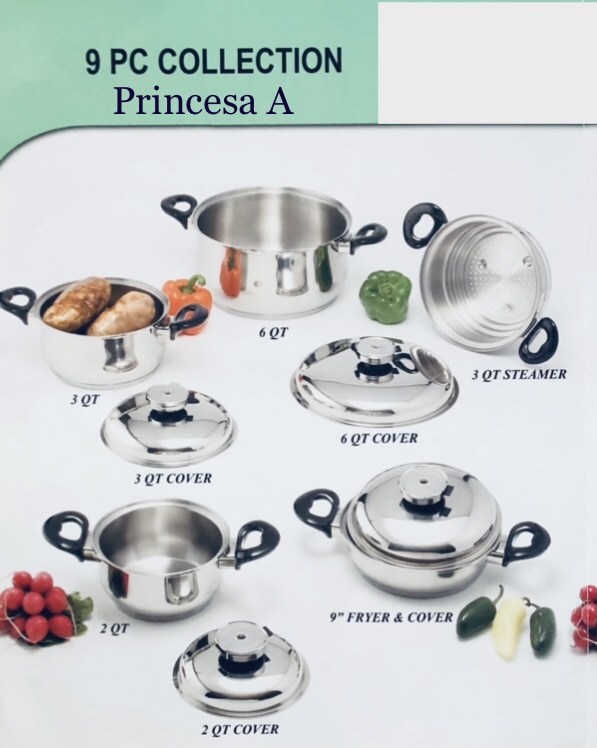 9 PC COLLECTION
Princesa A
6 QT
3 QT STEAMER
3 QT
6 QT COVER
3 QT COVER
9" FRYER & COVER
2 QT
2 QT COVER